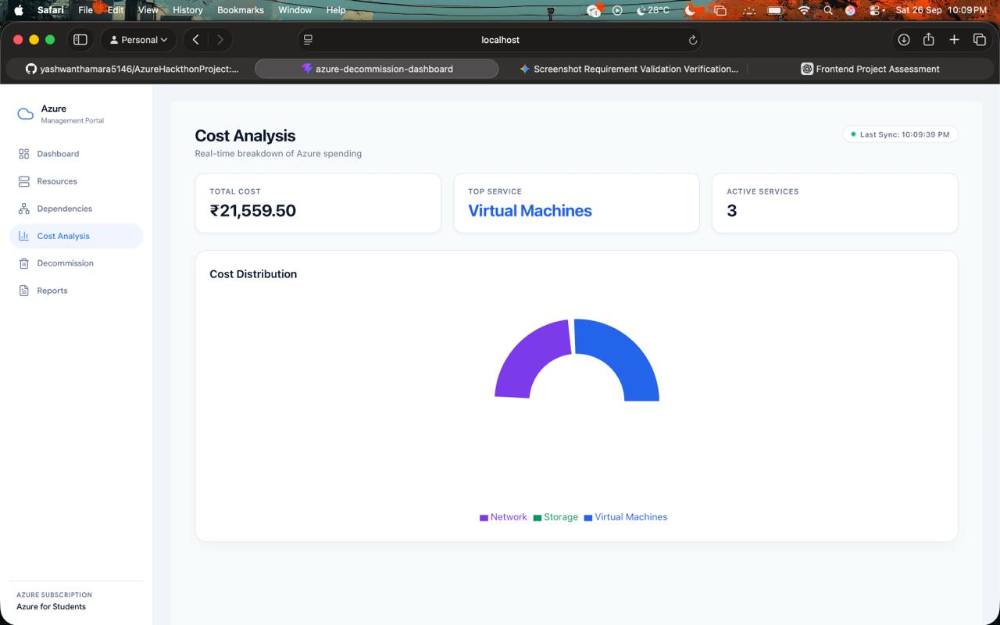 Safari File Edit View History Bookmarks Window Help 1 28°C Sat 26 Sep 10:09 PM
Personal localhost
yashwanthamara5146/AzureHackthonProject:... azure-decommission-dashboard Screenshot Requirement Validation Verification... Frontend Project Assessment
Azure
Management Portal
Dashboard
Resources
Dependencies
Cost Analysis
Decommission
Reports
AZURE SUBSCRIPTION
Azure for Students
Cost Analysis
Real-time breakdown of Azure spending
Last Sync: 10:09:39 PM
TOTAL COST
₹21,559.50
TOP SERVICE
Virtual Machines
ACTIVE SERVICES
3
Cost Distribution
Network Storage Virtual Machines